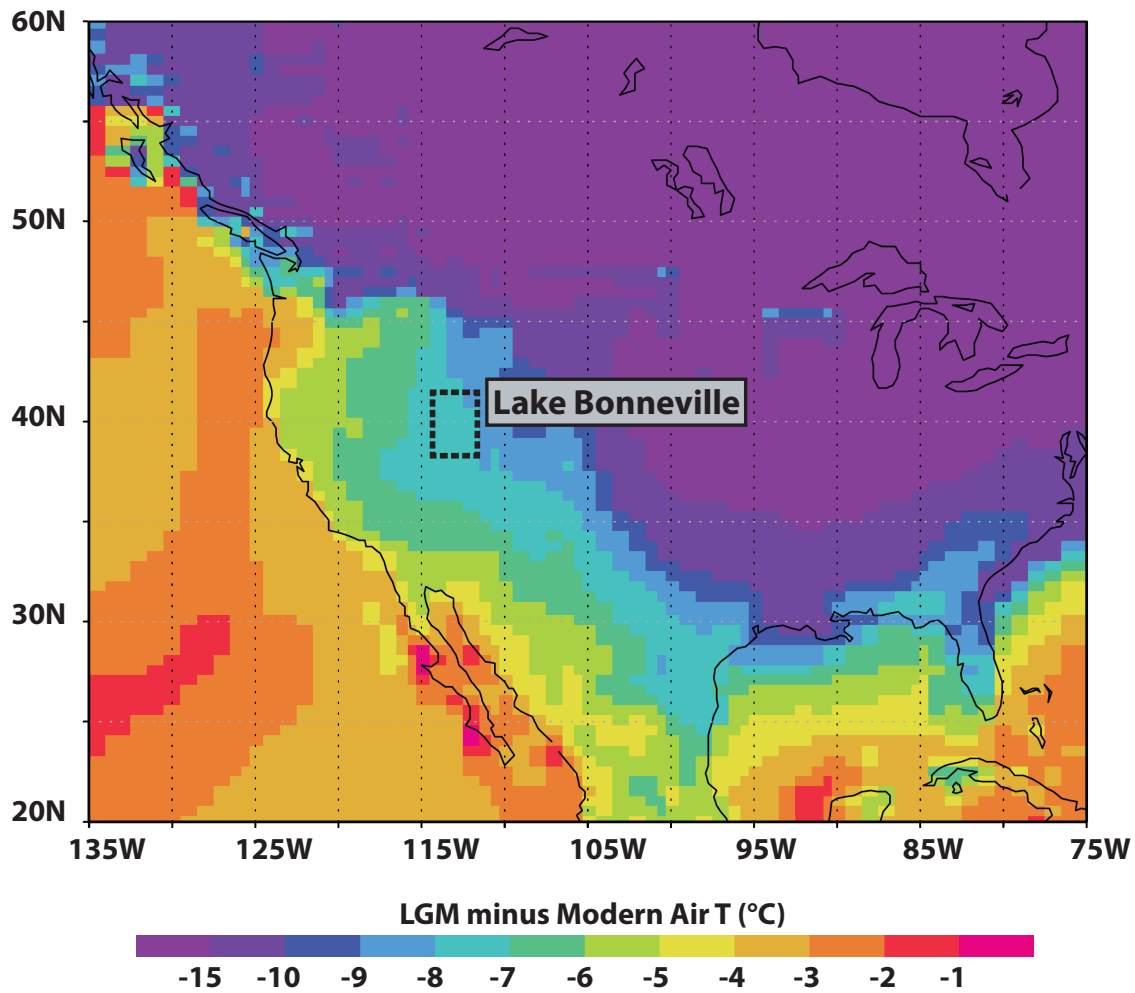 60N
50N
Lake Bonneville
40N
30N
20N
135W 125W 115W 105W 95W 85W 75W
LGM minus Modern Air T (°C)
-15 -10 -9 -8 -7 -6 -5 -4 -3 -2 -1